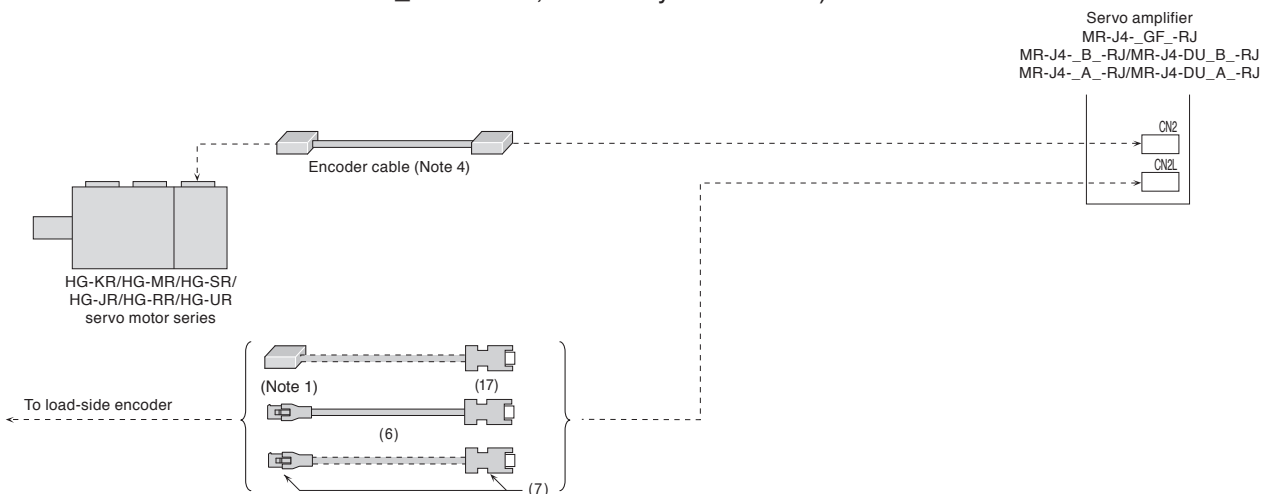 Servo amplifier
MR-J4-_GF_-RJ
MR-J4-_B_-RJ/MR-J4-DU_B_-RJ
MR-J4-_A_-RJ/MR-J4-DU_A_-RJ
CN2
Encoder cable (Note 4)
CN2L
HG-KR/HG-MR/HG-SR/
HG-JR/HG-RR/HG-UR
servo motor series
(Note 1)
(17)
To load-side encoder
(6)
(7)